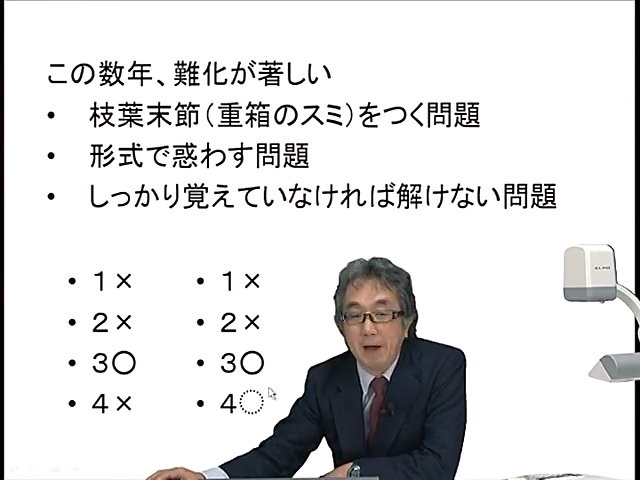 この数年、難化が著しい
• 枝葉末節(重箱のスミ)をつく問題
• 形式で惑わす問題
• しっかり覚えていなければ解けない問題
• 1× • 1×
• 2× • 2×
• 3○ • 3○
• 4× • 4○
ELMO